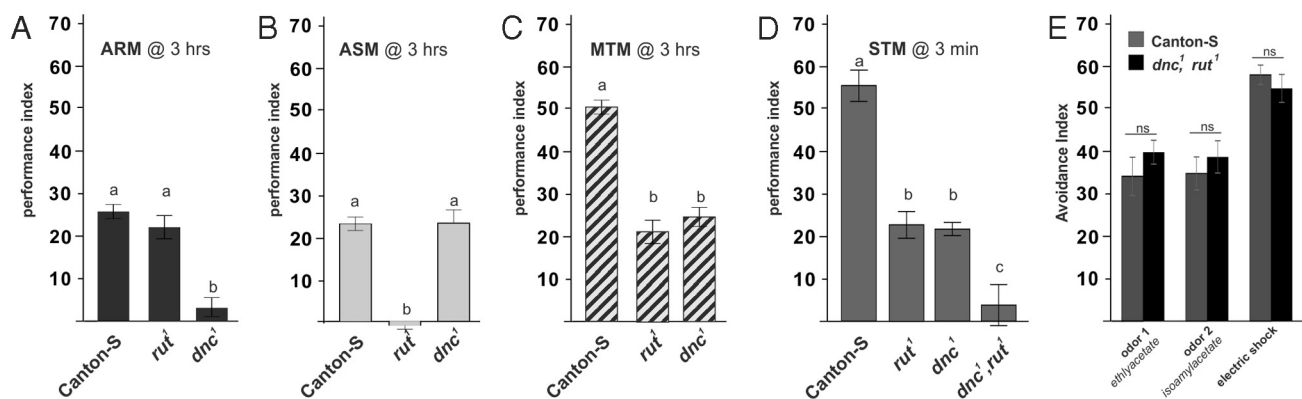 A
ARM @ 3 hrs
performance index
70
60
50
40
30
20
10
a
a
b
Canton-S
rut¹
dnc¹
B
ASM @ 3 hrs
performance index
70
60
50
40
30
20
10
a
b
a
Canton-S
rut¹
dnc¹
C
MTM @ 3 hrs
performance index
70
60
50
40
30
20
10
a
b
b
Canton-S
rut¹
dnc¹
D
STM @ 3 min
performance index
70
60
50
40
30
20
10
a
b
b
c
Canton-S
rut¹
dnc¹
dnc¹,rut¹
E
Canton-S
dnc¹, rut¹
Avoidance Index
70
60
50
40
30
20
10
ns
ns
ns
odor 1
ethlyacetate
odor 2
isoamylacetate
electric shock